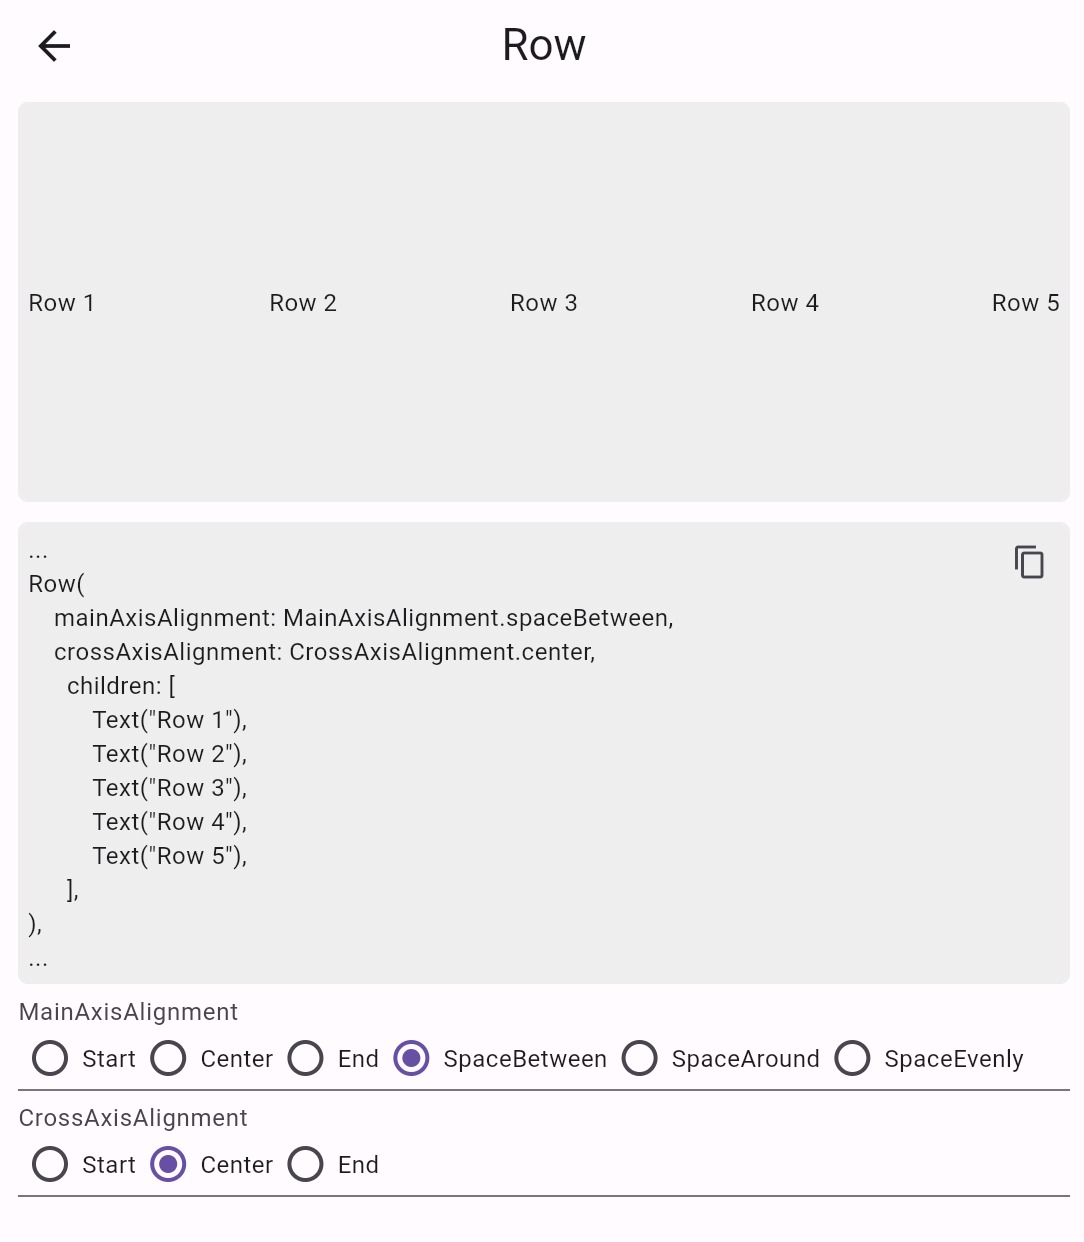 Row
Row 1 Row 2 Row 3 Row 4 Row 5
...
Row(
    mainAxisAlignment: MainAxisAlignment.spaceBetween,
    crossAxisAlignment: CrossAxisAlignment.center,
      children: [
          Text("Row 1"),
          Text("Row 2"),
          Text("Row 3"),
          Text("Row 4"),
          Text("Row 5"),
      ],
),
...
MainAxisAlignment
Start Center End SpaceBetween SpaceAround SpaceEvenly
CrossAxisAlignment
Start Center End